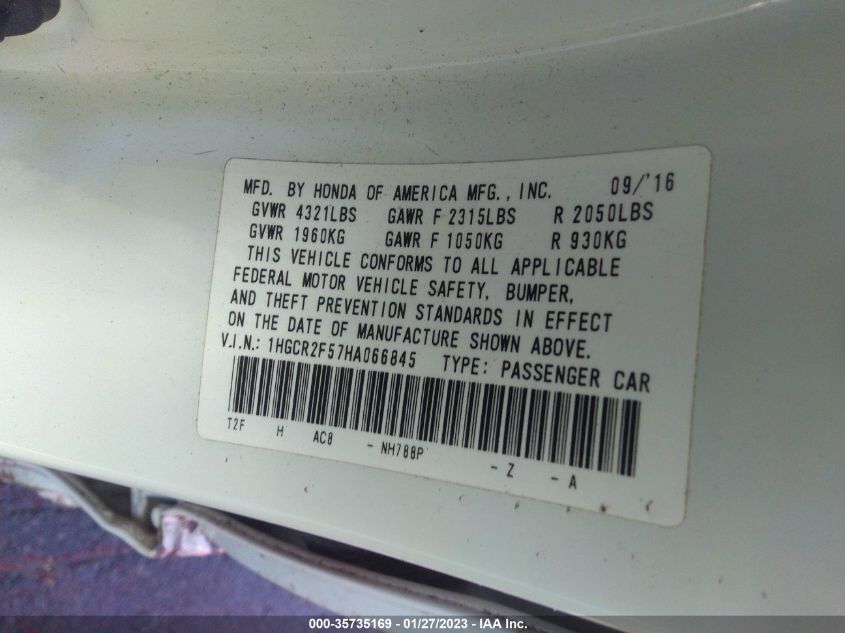 MFD. BY HONDA OF AMERICA MFG., INC. 09/'16
GVWR 4321LBS GAWR F 2315LBS R 2050LBS
GVWR 1960KG GAWR F 1050KG R 930KG
THIS VEHICLE CONFORMS TO ALL APPLICABLE
FEDERAL MOTOR VEHICLE SAFETY, BUMPER,
AND THEFT PREVENTION STANDARDS IN EFFECT
ON THE DATE OF MANUFACTURE SHOWN ABOVE.
V.I.N.: 1HGCR2F57HA066845 TYPE: PASSENGER CAR
T2F H AC8 - NH788P - Z - A
000-35735169 — 01/27/2023 — IAA Inc.